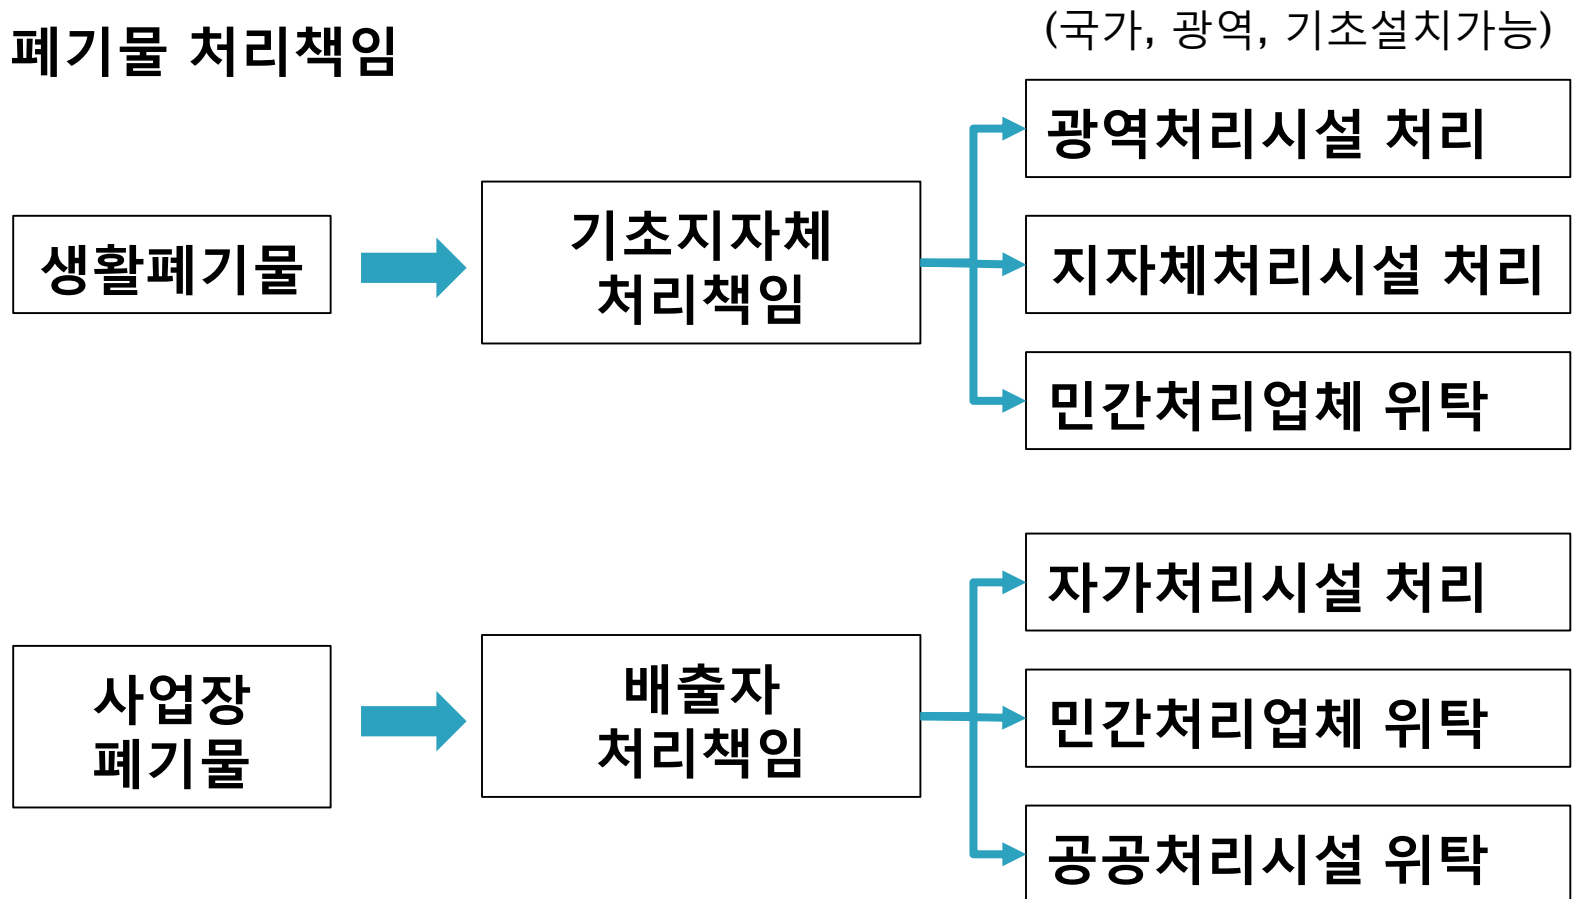 폐기물 처리책임
(국가, 광역, 기초설치가능)
생활폐기물
기초지자체
처리책임
광역처리시설 처리
지자체처리시설 처리
민간처리업체 위탁
사업장
폐기물
배출자
처리책임
자가처리시설 처리
민간처리업체 위탁
공공처리시설 위탁